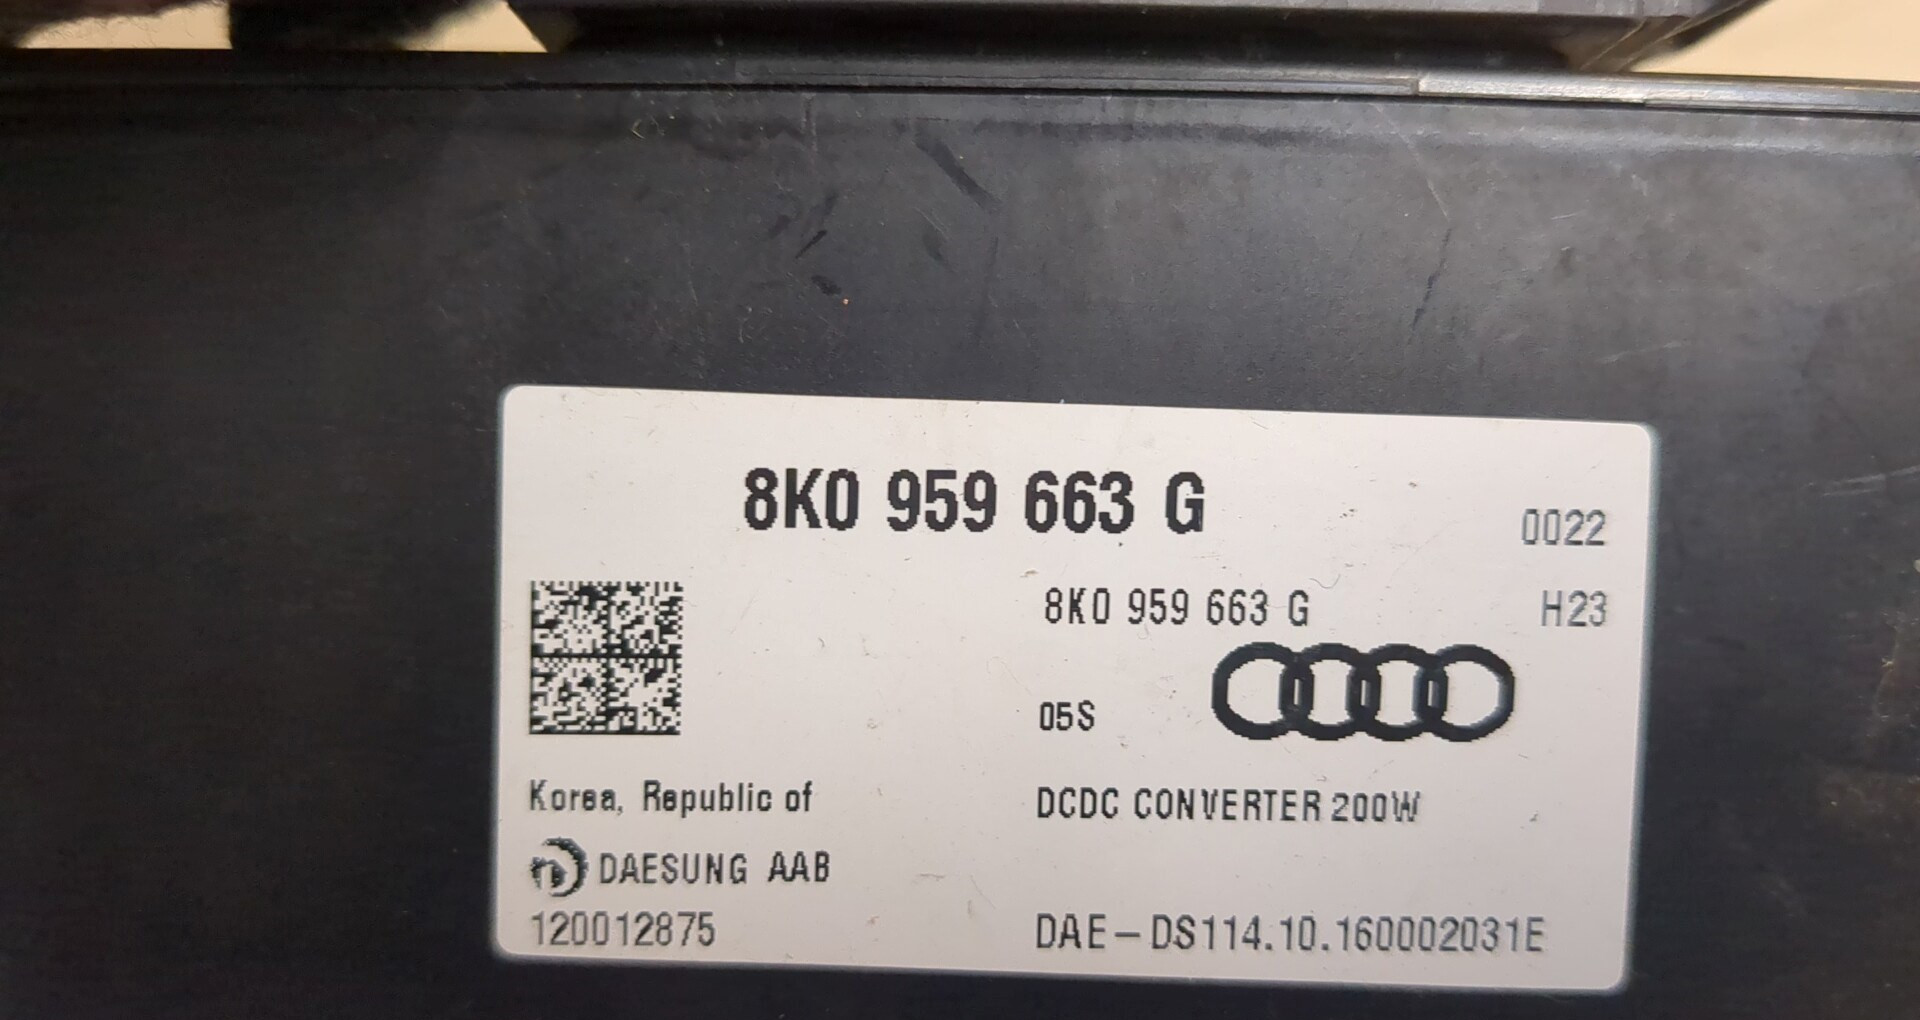 8K0 959 663 G
0022
8K0 959 663 G
H23
05S
Korea, Republic of
DCDC CONVERTER 200W
DAESUNG AAB
120012875
DAE-DS114.10.160002031E